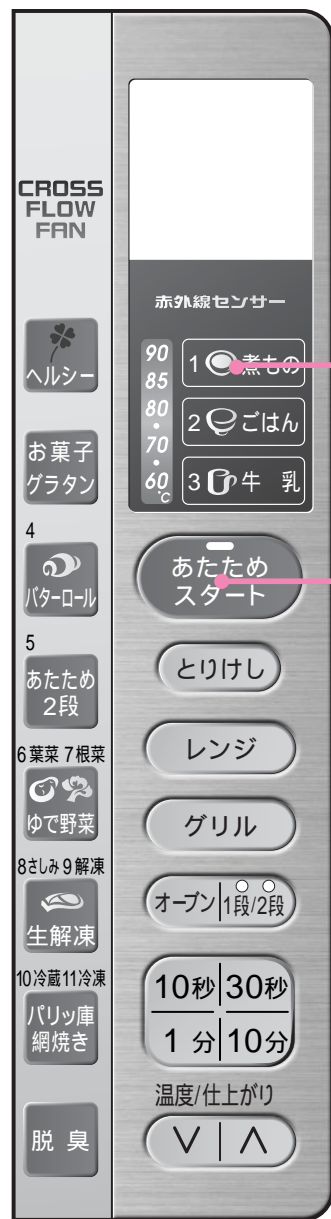 CROSS
FLOW
FAN
ヘルシー
お菓子
グラタン
4
バターロール
5
あたため
2段
6葉菜 7根菜
ゆで野菜
8さしみ 9解凍
生解凍
10冷蔵 11冷凍
パリッ庫
網焼き
脱 臭
赤外線センサー
90
85
80
・
70
・
60
℃
1 煮もの
2 ごはん
3 牛 乳
あたため
スタート
とりけし
レンジ
グリル
オーブン 1段/2段
10秒 30秒
1 分 10分
温度/仕上がり
∨ ∧